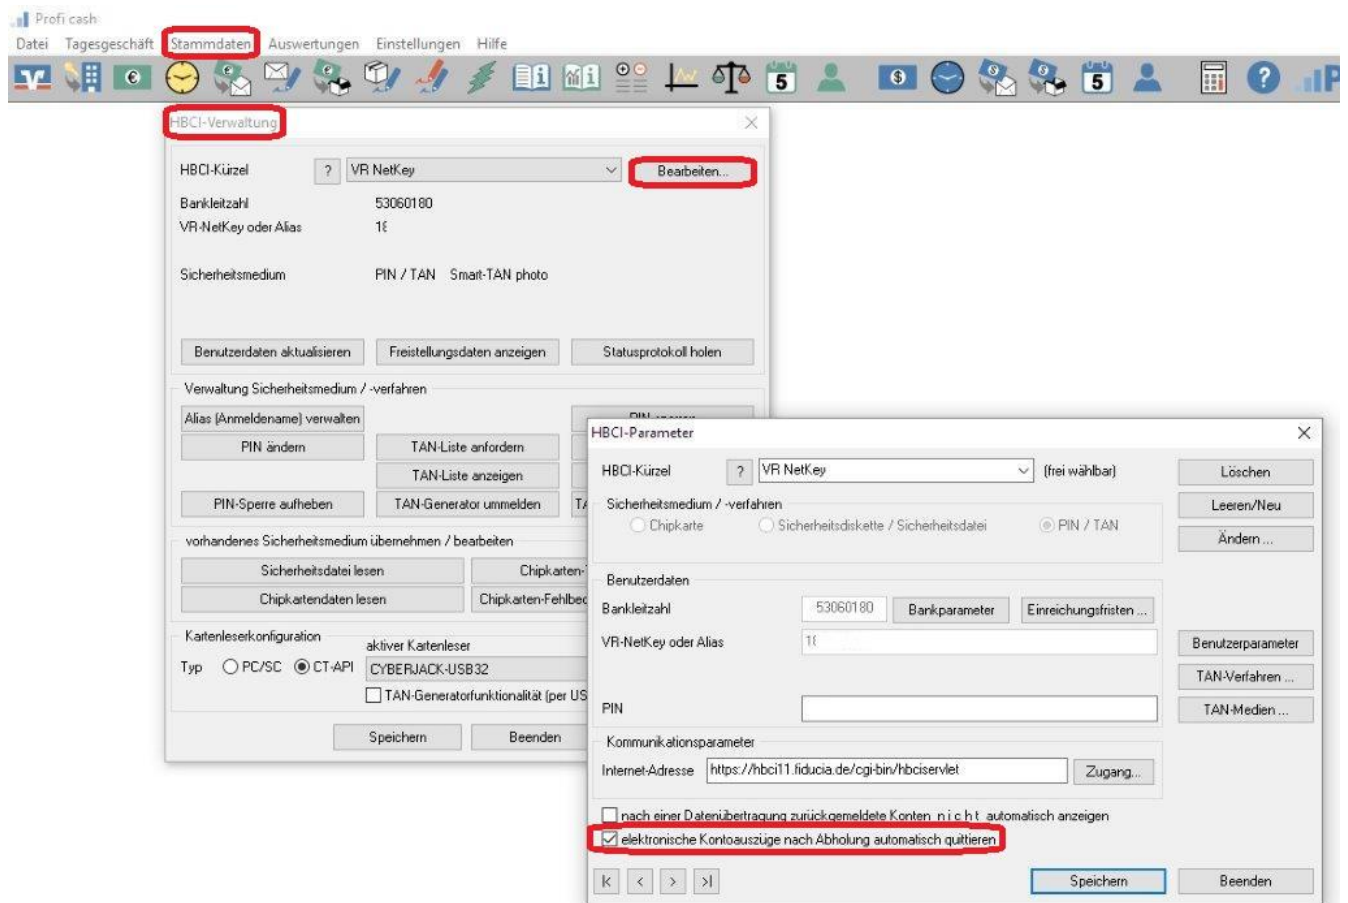 Profi cash
Datei Tagesgeschäft Stammdaten Auswertungen Einstellungen Hilfe
HBCI-Verwaltung
HBCI-Kürzel ? VR NetKey Bearbeiten...
Bankleitzahl 53060180
VR-NetKey oder Alias 18
Sicherheitsmedium PIN / TAN Smart-TAN photo
Benutzerdaten aktualisieren Freistellungsdaten anzeigen Statusprotokoll holen
Verwaltung Sicherheitsmedium / -verfahren
Alias (Anmeldename) verwalten
PIN ändern TAN-Liste anfordern
TAN-Liste anzeigen
PIN-Sperre aufheben TAN-Generator ummelden
vorhandenes Sicherheitsmedium übernehmen / bearbeiten
Sicherheitsdatei lesen Chipkarten-
Chipkartendaten lesen Chipkarten-Fehlbed
Kartenleserkonfiguration
aktiver Kartenleser
Typ PC/SC CT-API CYBERJACK-USB32
TAN-Generatorfunktionalität (per US
Speichern Beenden
HBCI-Parameter
HBCI-Kürzel ? VR NetKey (frei wählbar) Löschen
Sicherheitsmedium / -verfahren Leeren/Neu
Chipkarte Sicherheitsdiskette / Sicherheitsdatei PIN / TAN Ändern ...
Benutzerdaten
Bankleitzahl 53060180 Bankparameter Einreichungsfristen ...
VR-NetKey oder Alias 18 Benutzerparameter
TAN-Verfahren ...
PIN TAN-Medien ...
Kommunikationsparameter
Internet-Adresse https://hbci11.fiducia.de/cgi-bin/hbciservlet Zugang...
nach einer Datenübertragung zurückgemeldete Konten n i c h t automatisch anzeigen
elektronische Kontoauszüge nach Abholung automatisch quittieren
Speichern Beenden